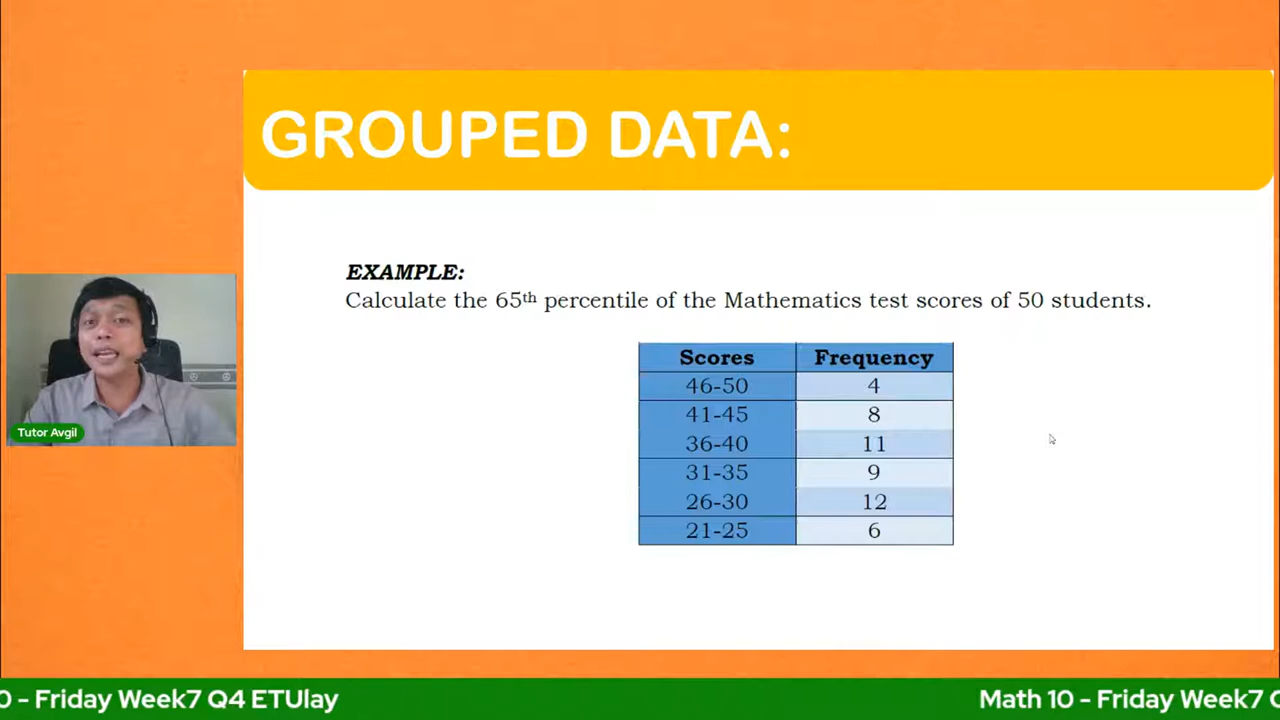 GROUPED DATA:
EXAMPLE:
Calculate the 65th percentile of the Mathematics test scores of 50 students.
Scores Frequency
46-50 4
41-45 8
36-40 11
31-35 9
26-30 12
21-25 6
Tutor Avgil
0 - Friday Week7 Q4 ETUlay
Math 10 - Friday Week7 Q